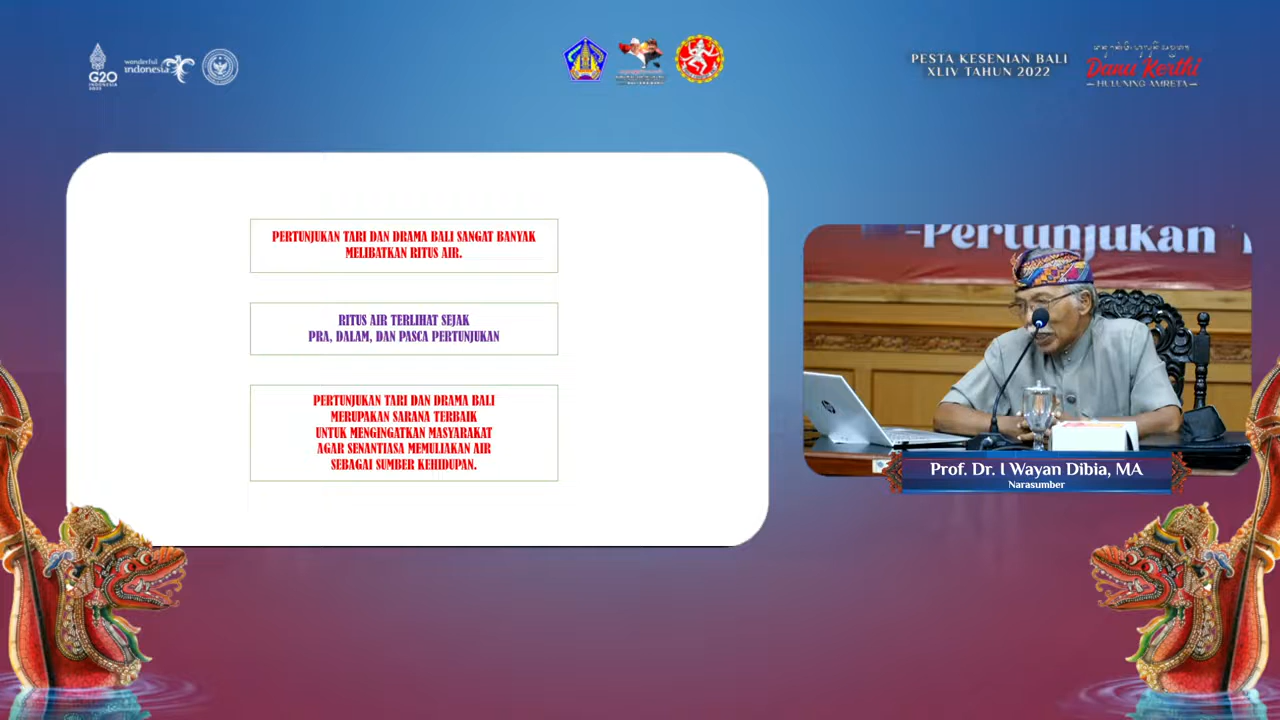 G20
INDONESIA
2022
wonderful
indonesia
PESTA KESENIAN BALI
XLIV TAHUN 2022
Danu Kerthi
HULUNING AMRETA
PERTUNJUKAN TARI DAN DRAMA BALI SANGAT BANYAK
MELIBATKAN RITUS AIR.
RITUS AIR TERLIHAT SEJAK
PRA, DALAM, DAN PASCA PERTUNJUKAN
PERTUNJUKAN TARI DAN DRAMA BALI
MERUPAKAN SARANA TERBAIK
UNTUK MENGINGATKAN MASYARAKAT
AGAR SENANTIASA MEMULIAKAN AIR
SEBAGAI SUMBER KEHIDUPAN.
-Pertunjukan
hp
Prof. Dr. I Wayan Dibia, MA
Narasumber